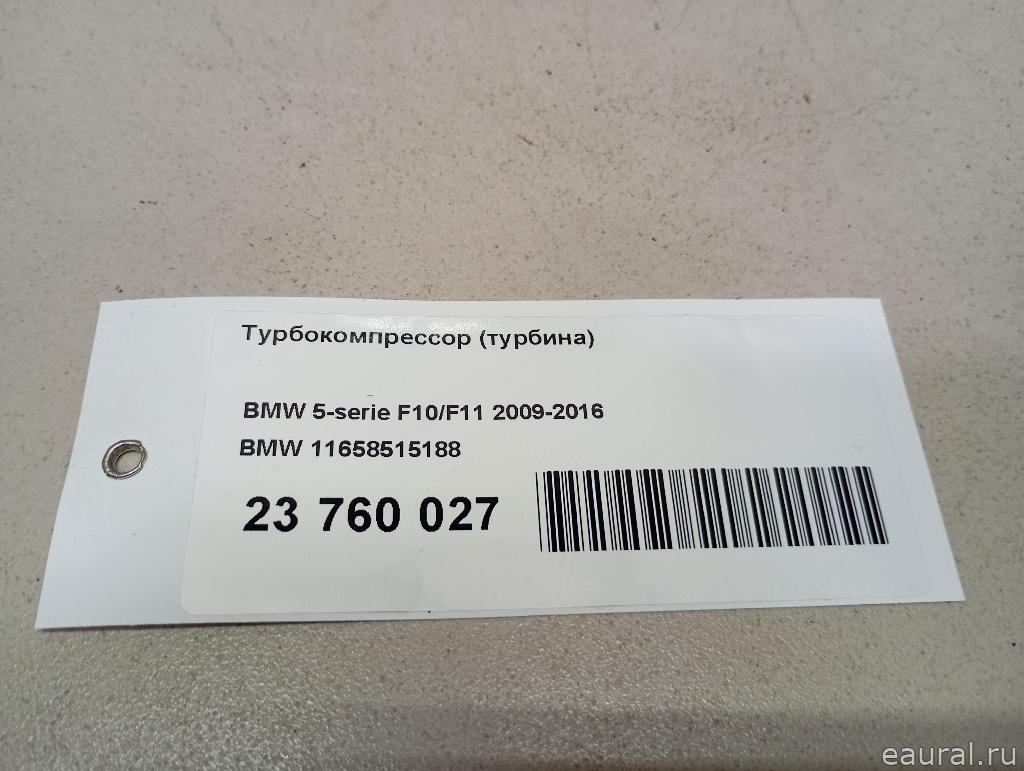 Турбокомпрессор (турбина)
BMW 5-serie F10/F11 2009-2016
BMW 11658515188
23 760 027
eaural.ru